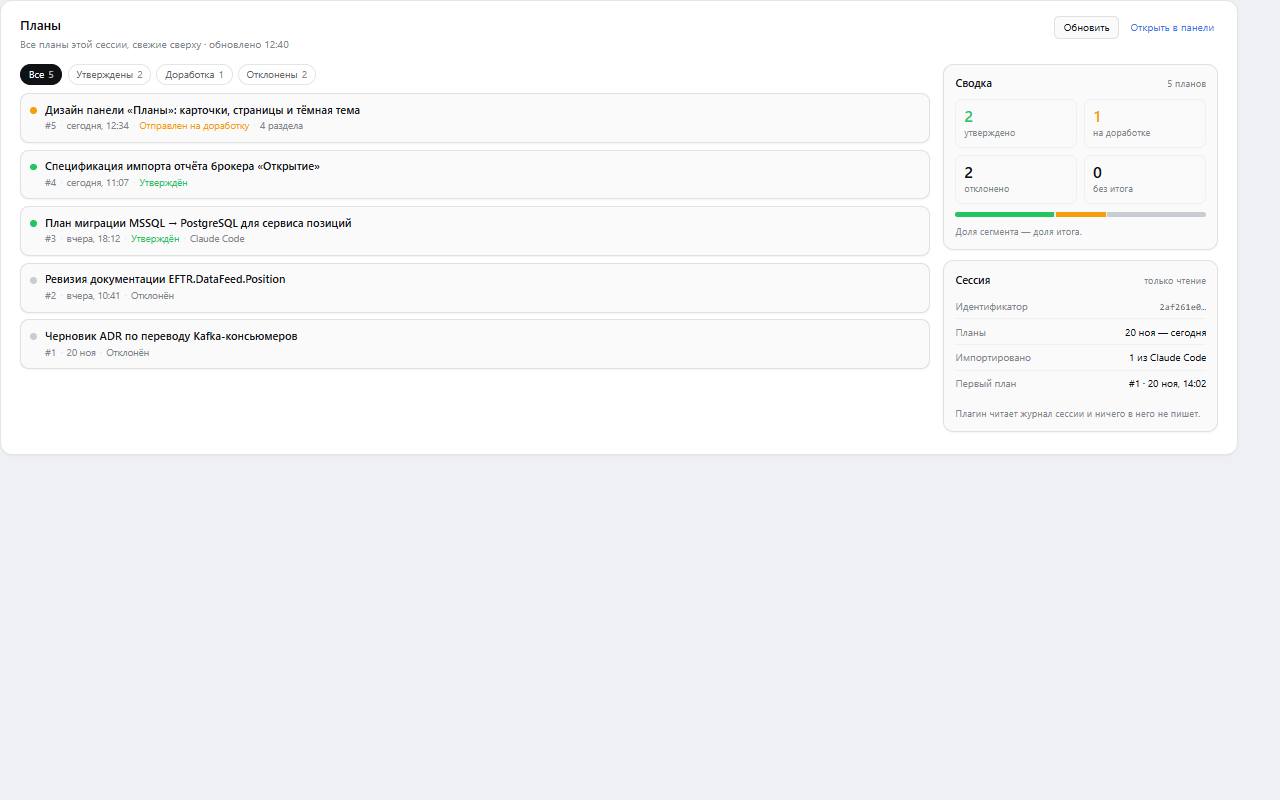 Планы
Все планы этой сессии, свежие сверху · обновлено 12:40
Обновить
Открыть в панели
Все 5
Утверждены 2
Доработка 1
Отклонены 2
Дизайн панели «Планы»: карточки, страницы и тёмная тема
#5 · сегодня, 12:34 · Отправлен на доработку · 4 раздела
Спецификация импорта отчёта брокера «Открытие»
#4 · сегодня, 11:07 · Утверждён
План миграции MSSQL → PostgreSQL для сервиса позиций
#3 · вчера, 18:12 · Утверждён · Claude Code
Ревизия документации EFTR.DataFeed.Position
#2 · вчера, 10:41 · Отклонён
Черновик ADR по переводу Kafka-консьюмеров
#1 · 20 ноя · Отклонён
Сводка
5 планов
2
утверждено
1
на доработке
2
отклонено
0
без итога
Доля сегмента — доля итога.
Сессия
только чтение
Идентификатор
2af261e0…
Планы
20 ноя — сегодня
Импортировано
1 из Claude Code
Первый план
#1 · 20 ноя, 14:02
Плагин читает журнал сессии и ничего в него не пишет.